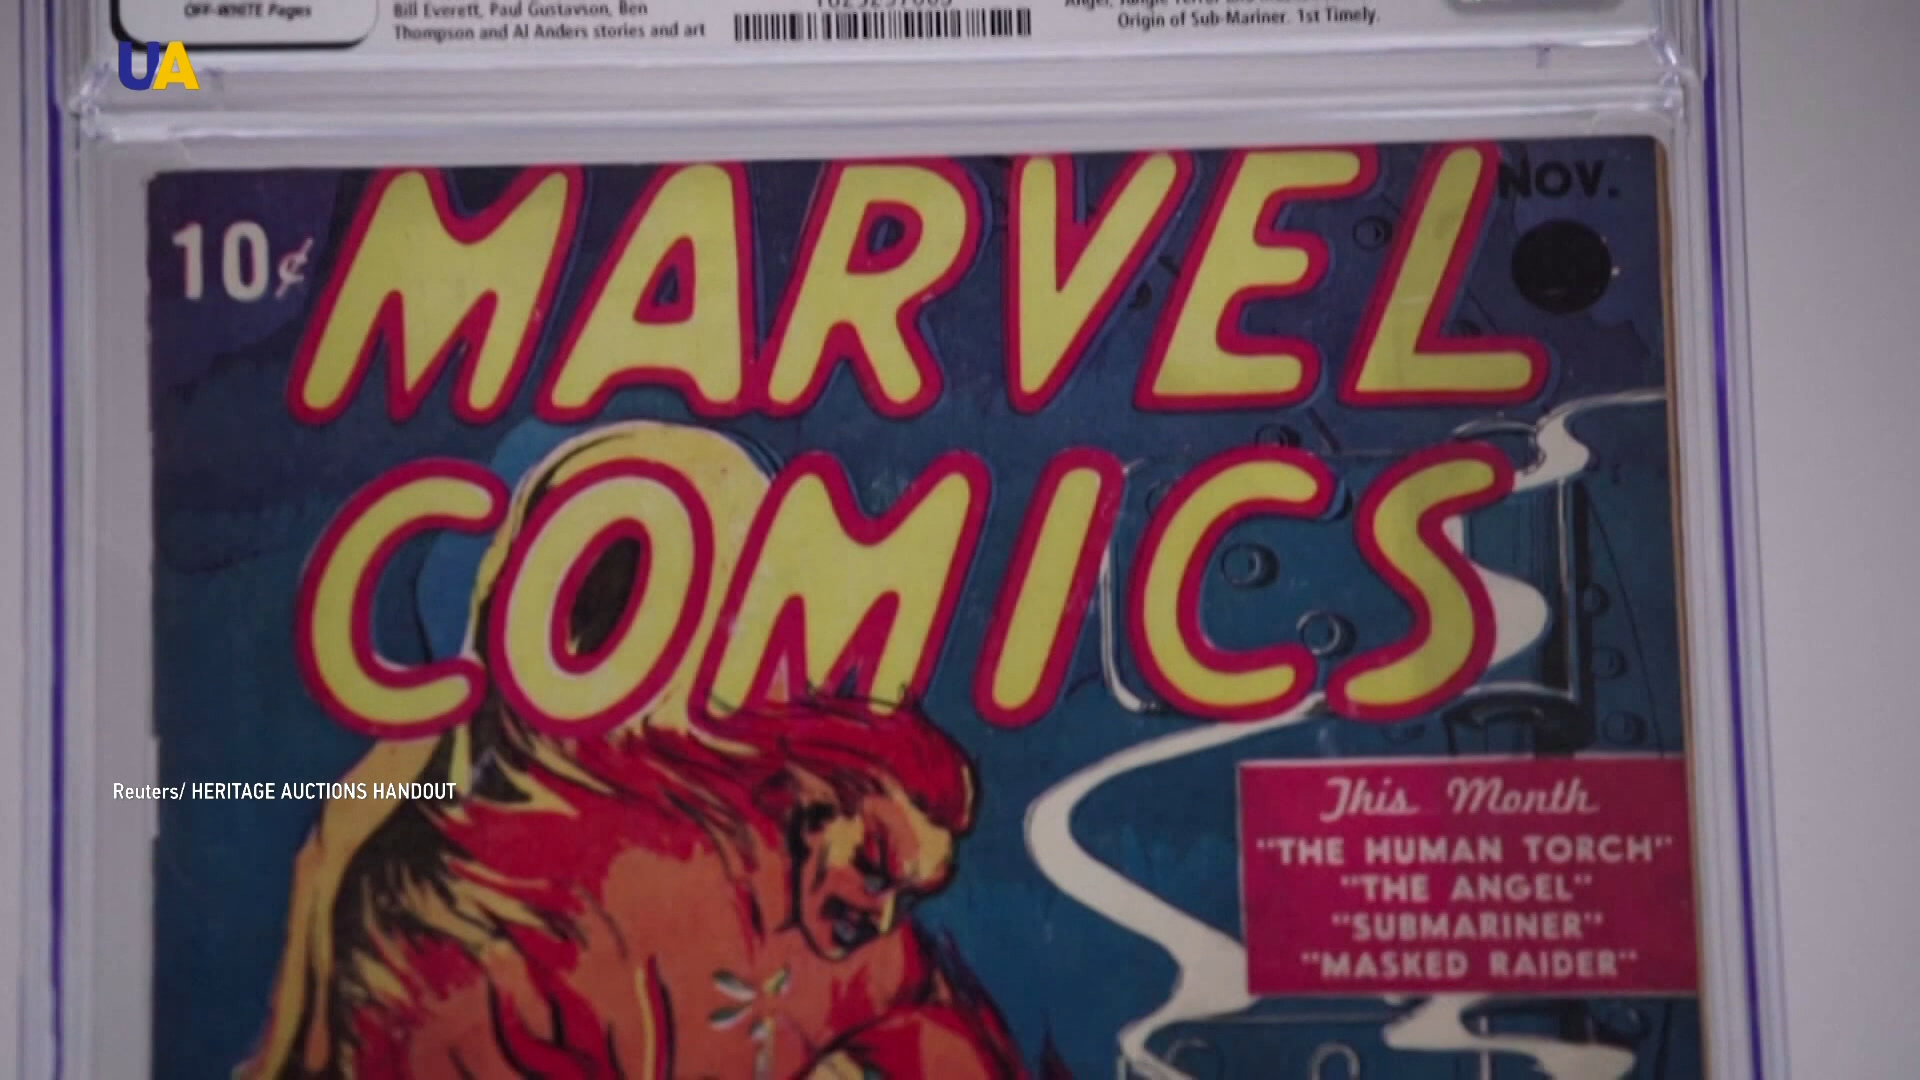 OFF-WHITE Pages
Bill Everett, Paul Gustavson, Ben
Thompson and Al Anders stories and art
Origin of Sub-Mariner. 1st Timely.
UA
10¢
MARVEL
COMICS
NOV.
Reuters/ HERITAGE AUCTIONS HANDOUT
This Month
"THE HUMAN TORCH"
"THE ANGEL"
"SUBMARINER"
"MASKED RAIDER"